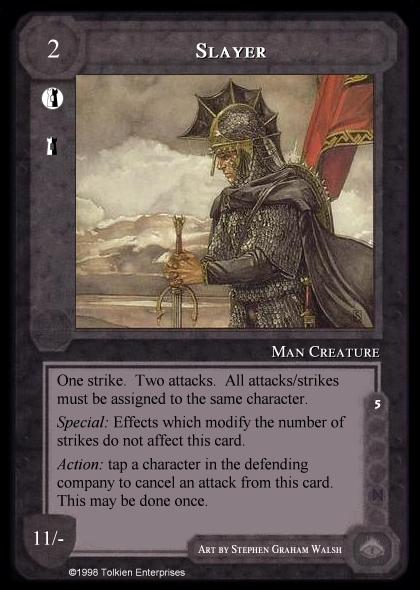 2
SLAYER
MAN CREATURE
One strike. Two attacks. All attacks/strikes
must be assigned to the same character.
5
Special: Effects which modify the number of
strikes do not affect this card.
Action: tap a character in the defending
company to cancel an attack from this card.
This may be done once.
11/-
ART BY STEPHEN GRAHAM WALSH
©1998 Tolkien Enterprises